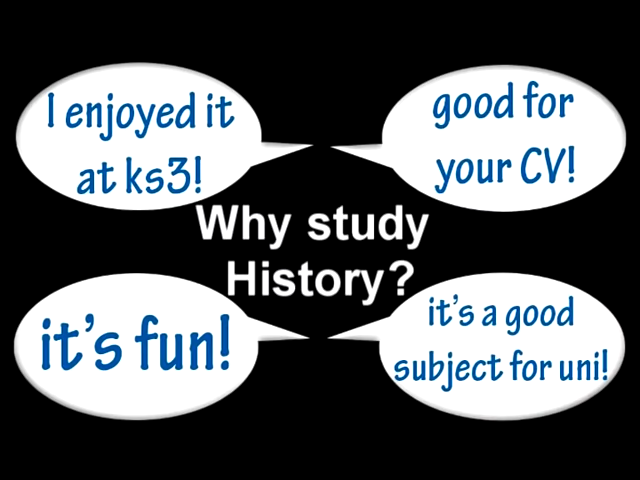 I enjoyed it
at ks3!
good for
your CV!
Why study
History?
it's fun!
it's a good
subject for uni!